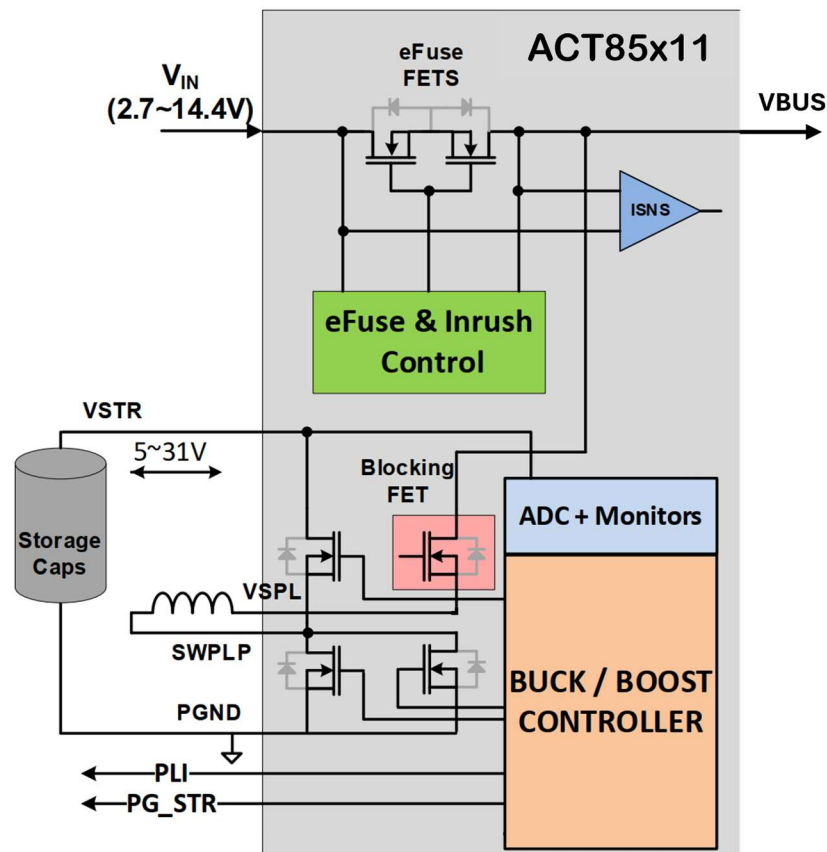 ACT85x11
eFuse
FETS
VIN
(2.7~14.4V)
VBUS
ISNS
eFuse & Inrush
Control
VSTR
5~31V
Blocking
FET
ADC + Monitors
Storage
Caps
VSPL
SWPLP
BUCK / BOOST
CONTROLLER
PGND
PLI
PG_STR